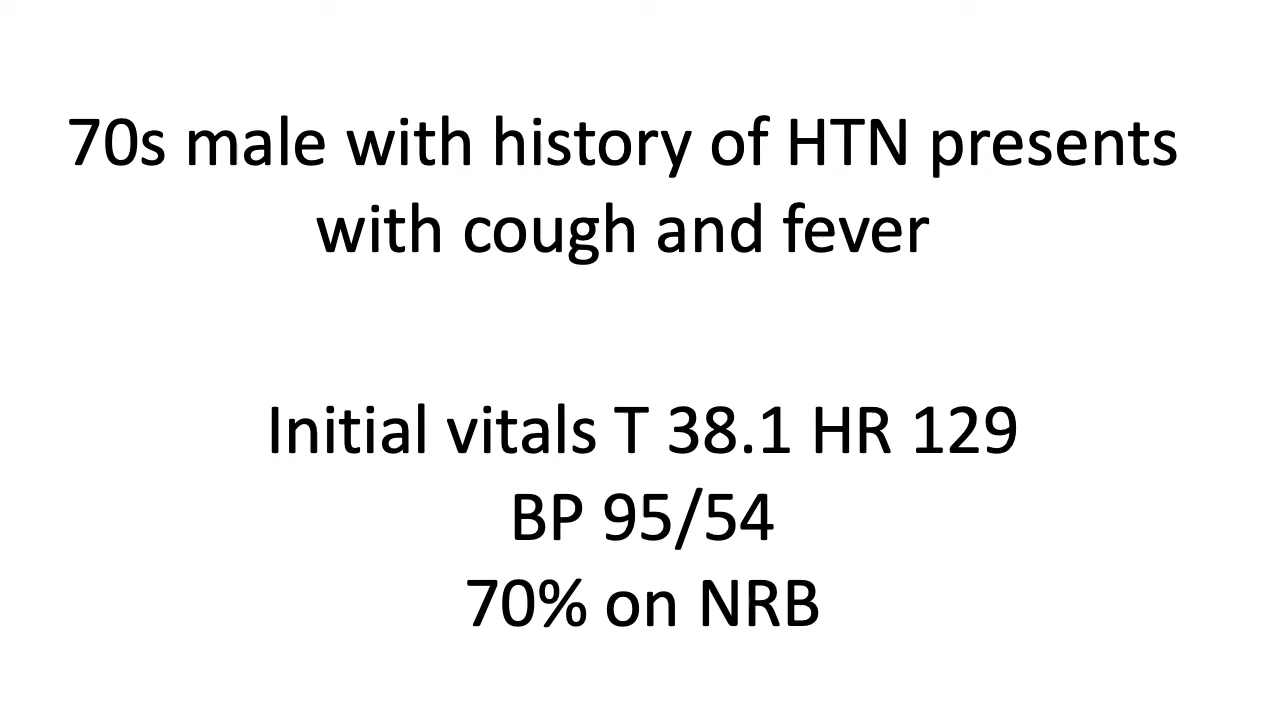 70s male with history of HTN presents
with cough and fever
Initial vitals T 38.1 HR 129
BP 95/54
70% on NRB